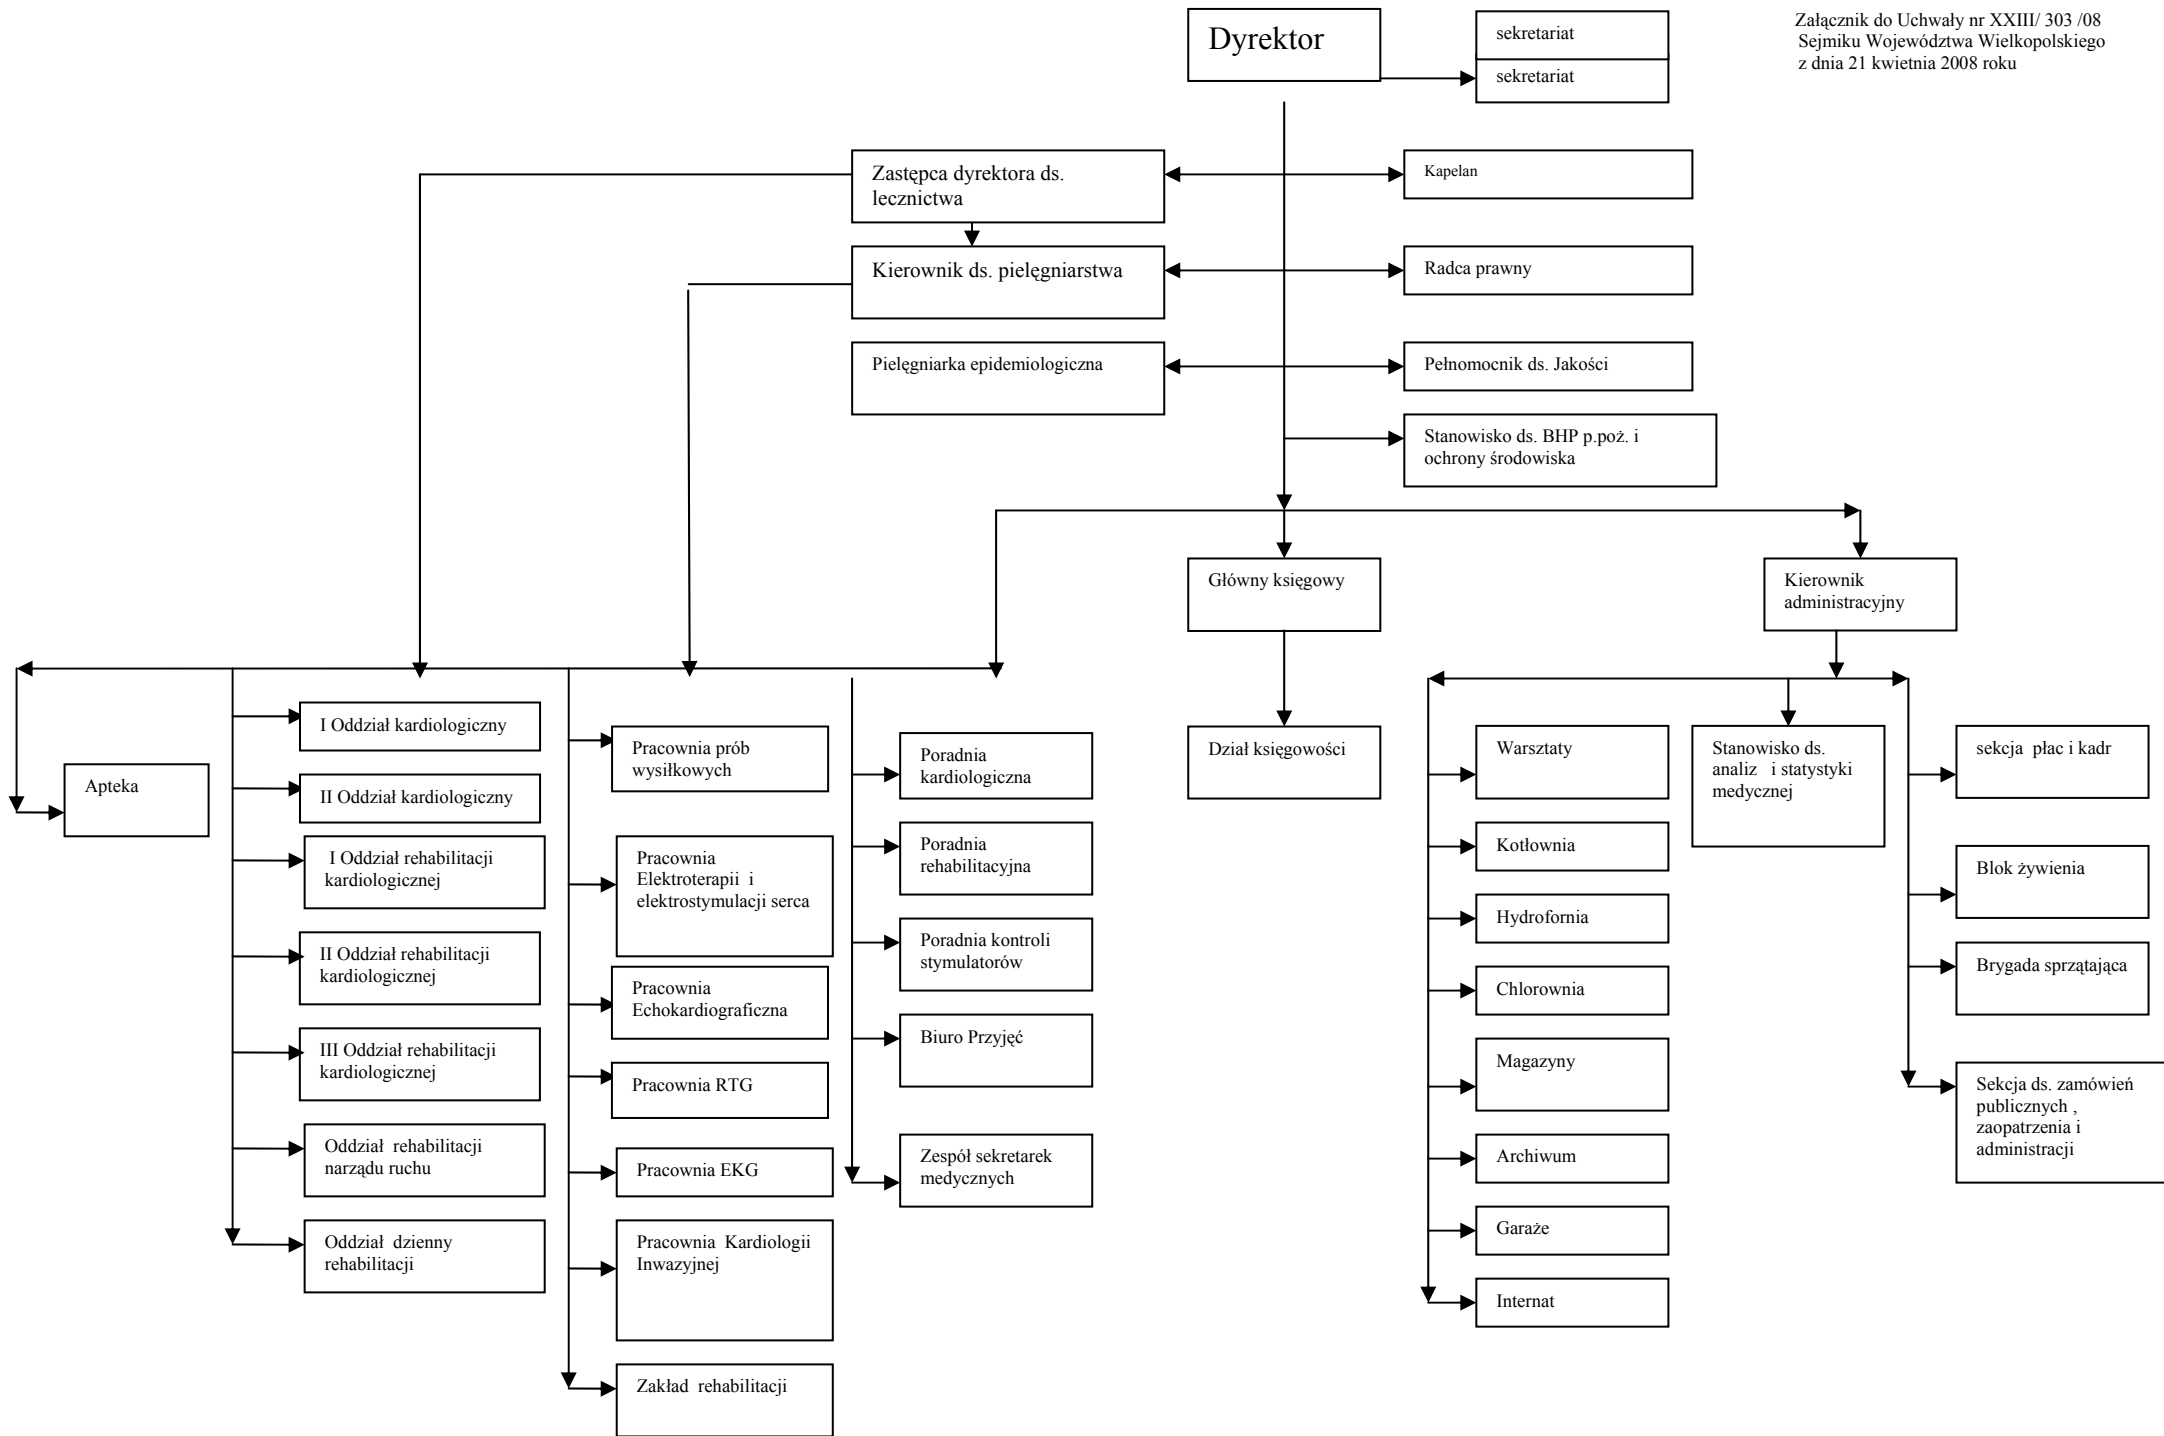 Dyrektor
sekretariat
sekretariat
Załącznik do Uchwały nr XXIII/ 303 /08
Sejmiku Województwa Wielkopolskiego
z dnia 21 kwietnia 2008 roku
Zastępca dyrektora ds.
lecznictwa
Kapelan
Kierownik ds. pielęgniarstwa
Radca prawny
Pielęgniarka epidemiologiczna
Pełnomocnik ds. Jakości
Stanowisko ds. BHP p.poż. i
ochrony środowiska
Główny księgowy
Kierownik
administracyjny
Apteka
I Oddział kardiologiczny
II Oddział kardiologiczny
I Oddział rehabilitacji
kardiologicznej
II Oddział rehabilitacji
kardiologicznej
III Oddział rehabilitacji
kardiologicznej
Oddział rehabilitacji
narządu ruchu
Oddział dzienny
rehabilitacji
Pracownia prób
wysiłkowych
Pracownia
Elektroterapii i
elektrostymulacji serca
Pracownia
Echokardiograficzna
Pracownia RTG
Pracownia EKG
Pracownia Kardiologii
Inwazyjnej
Zakład rehabilitacji
Poradnia
kardiologiczna
Poradnia
rehabilitacyjna
Poradnia kontroli
stymulatorów
Biuro Przyjęć
Zespół sekretarek
medycznych
Dział księgowości
Warsztaty
Kotłownia
Hydrofornia
Chlorownia
Magazyny
Archiwum
Garaże
Internat
Stanowisko ds.
analiz i statystyki
medycznej
sekcja płac i kadr
Blok żywienia
Brygada sprzątająca
Sekcja ds. zamówień
publicznych ,
zaopatrzenia i
administracji